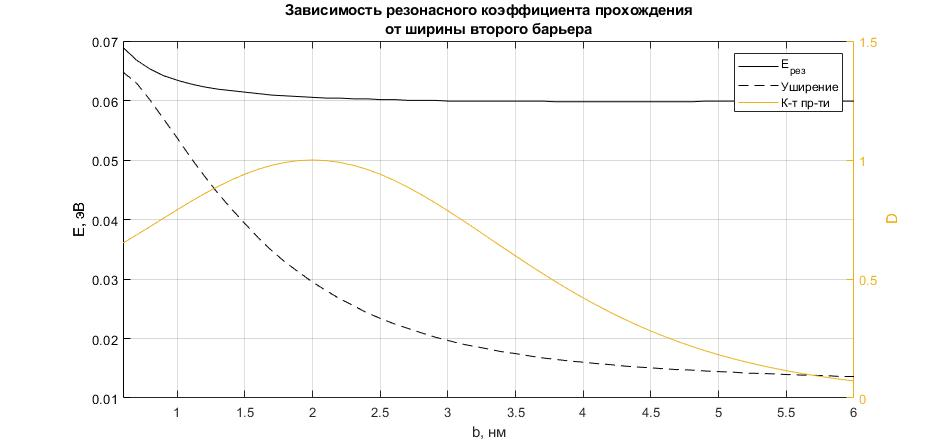 Зависимость резонасного коэффициента прохождения
от ширины второго барьера
0.07
0.06
0.05
0.04
0.03
0.02
0.01
E, эВ
1.5
1
0.5
0
D
E рез
Уширение
К-т пр-ти
1 1.5 2 2.5 3 3.5 4 4.5 5 5.5 6
b, нм